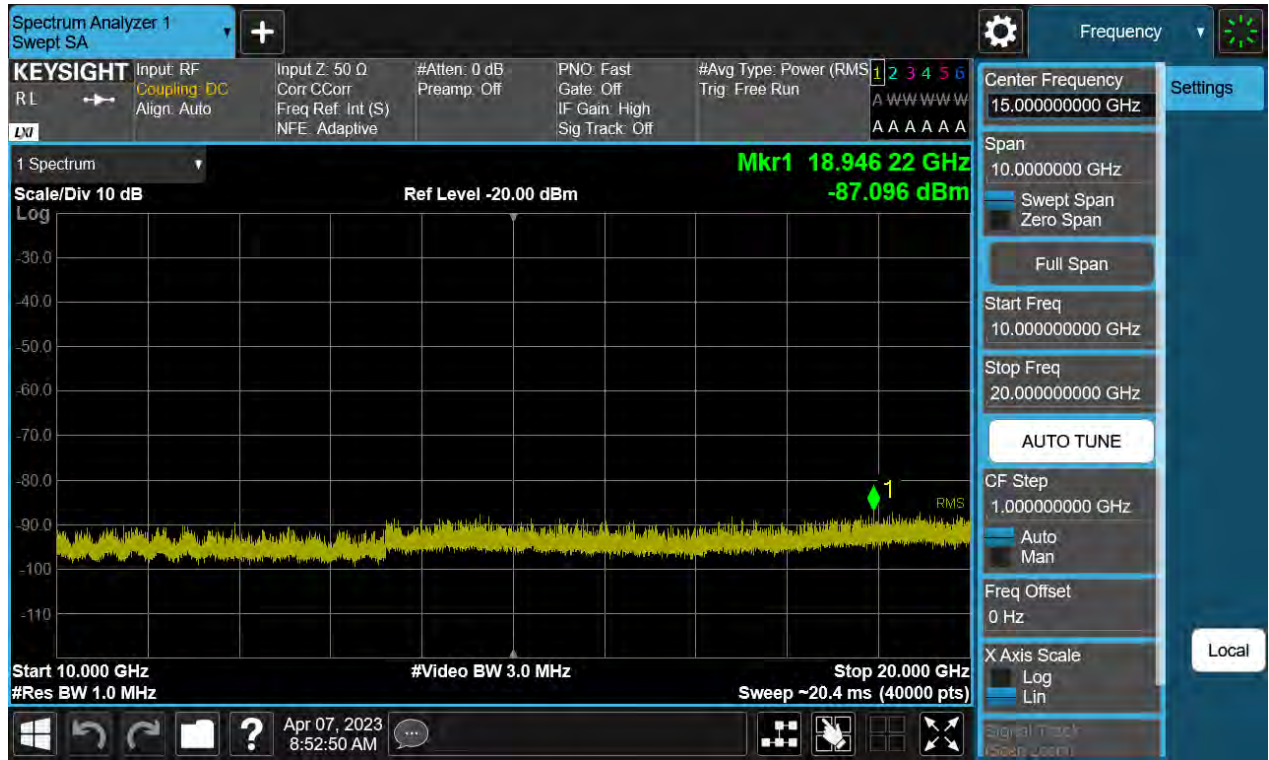 Spectrum Analyzer 1
Swept SA
Frequency
KEYSIGHT
RL
LXI
Input: RF
Coupling: DC
Align: Auto
Input Z: 50 Ω
Corr CCorr
Freq Ref: Int (S)
NFE: Adaptive
#Atten: 0 dB
Preamp: Off
PNO: Fast
Gate: Off
IF Gain: High
Sig Track: Off
#Avg Type: Power (RMS
Trig: Free Run
1 2 3 4 5 6
A W W W W W
A A A A A A
1 Spectrum
Scale/Div 10 dB
Ref Level -20.00 dBm
Mkr1 18.946 22 GHz
-87.096 dBm
Log
-30.0
-40.0
-50.0
-60.0
-70.0
-80.0
-90.0
-100
-110
1
RMS
Start 10.000 GHz
#Video BW 3.0 MHz
Stop 20.000 GHz
#Res BW 1.0 MHz
Sweep ~20.4 ms (40000 pts)
Apr 07, 2023
8:52:50 AM
Center Frequency
15.000000000 GHz
Settings
Span
10.0000000 GHz
Swept Span
Zero Span
Full Span
Start Freq
10.000000000 GHz
Stop Freq
20.000000000 GHz
AUTO TUNE
CF Step
1.000000000 GHz
Auto
Man
Freq Offset
0 Hz
X Axis Scale
Log
Lin
Local
Signal Track
(Span Zoom)